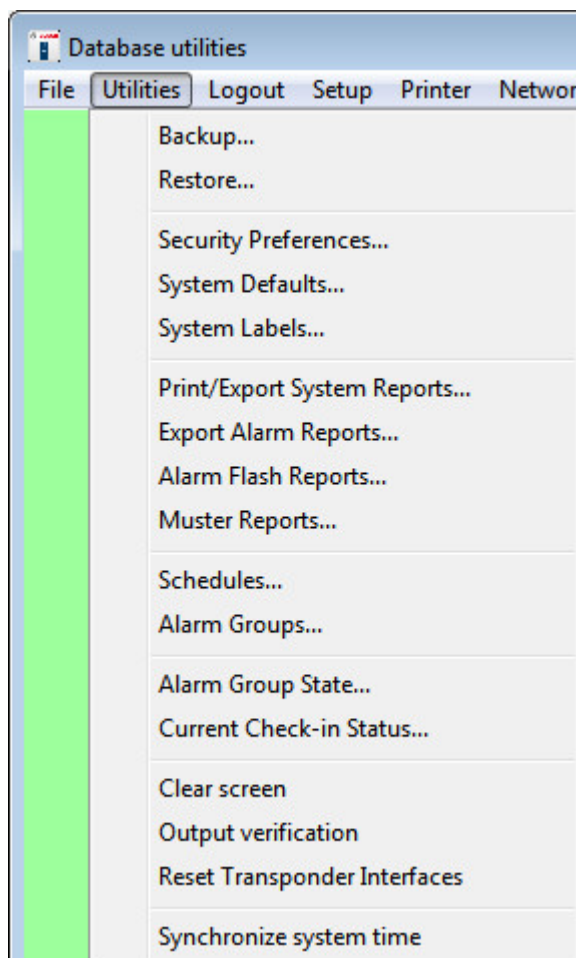 Database utilities
File Utilities Logout Setup Printer Networ
Backup...
Restore...
Security Preferences...
System Defaults...
System Labels...
Print/Export System Reports...
Export Alarm Reports...
Alarm Flash Reports...
Muster Reports...
Schedules...
Alarm Groups...
Alarm Group State...
Current Check-in Status...
Clear screen
Output verification
Reset Transponder Interfaces
Synchronize system time